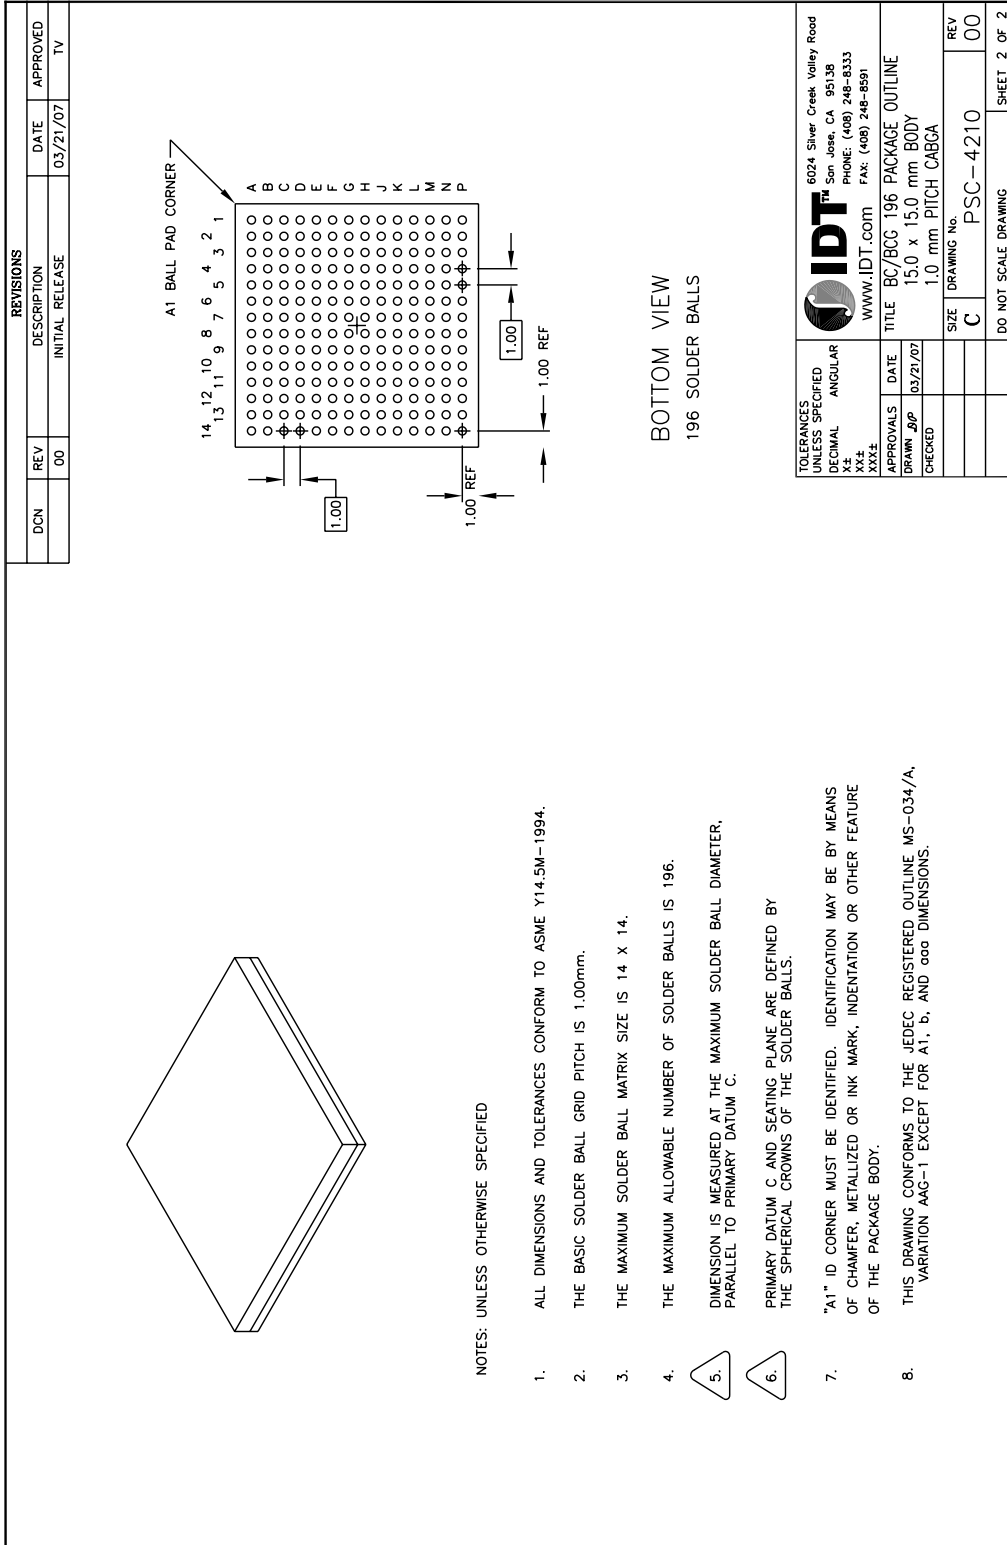 REVISIONS
DCN REV DESCRIPTION DATE APPROVED
00 INITIAL RELEASE 03/21/07 TV
A1 BALL PAD CORNER
14 12 10 8 6 4 2
13 11 9 7 5 3 1
A
B
C
D
E
F
G
H
J
K
L
M
N
P
1.00
1.00 REF
1.00
1.00 REF
BOTTOM VIEW
196 SOLDER BALLS
NOTES: UNLESS OTHERWISE SPECIFIED
1. ALL DIMENSIONS AND TOLERANCES CONFORM TO ASME Y14.5M-1994.
2. THE BASIC SOLDER BALL GRID PITCH IS 1.00mm.
3. THE MAXIMUM SOLDER BALL MATRIX SIZE IS 14 X 14.
4. THE MAXIMUM ALLOWABLE NUMBER OF SOLDER BALLS IS 196.
5. DIMENSION IS MEASURED AT THE MAXIMUM SOLDER BALL DIAMETER,
PARALLEL TO PRIMARY DATUM C.
6. PRIMARY DATUM C AND SEATING PLANE ARE DEFINED BY
THE SPHERICAL CROWNS OF THE SOLDER BALLS.
7. "A1" ID CORNER MUST BE IDENTIFIED. IDENTIFICATION MAY BE BY MEANS
OF CHAMFER, METALLIZED OR INK MARK, INDENTATION OR OTHER FEATURE
OF THE PACKAGE BODY.
8. THIS DRAWING CONFORMS TO THE JEDEC REGISTERED OUTLINE MS-034/A,
VARIATION AAG-1 EXCEPT FOR A1, b, AND aaa DIMENSIONS.
TOLERANCES
UNLESS SPECIFIED
DECIMAL ANGULAR
X±
XX±
XXX±
APPROVALS DATE
DRAWN 03/21/07
CHECKED
IDT™
www.IDT.com
6024 Silver Creek Valley Road
San Jose, CA 95138
PHONE: (408) 248-8333
FAX: (408) 248-8591
TITLE BC/BCG 196 PACKAGE OUTLINE
15.0 x 15.0 mm BODY
1.0 mm PITCH CABGA
SIZE DRAWING No. REV
C PSC-4210 00
DO NOT SCALE DRAWING SHEET 2 OF 2